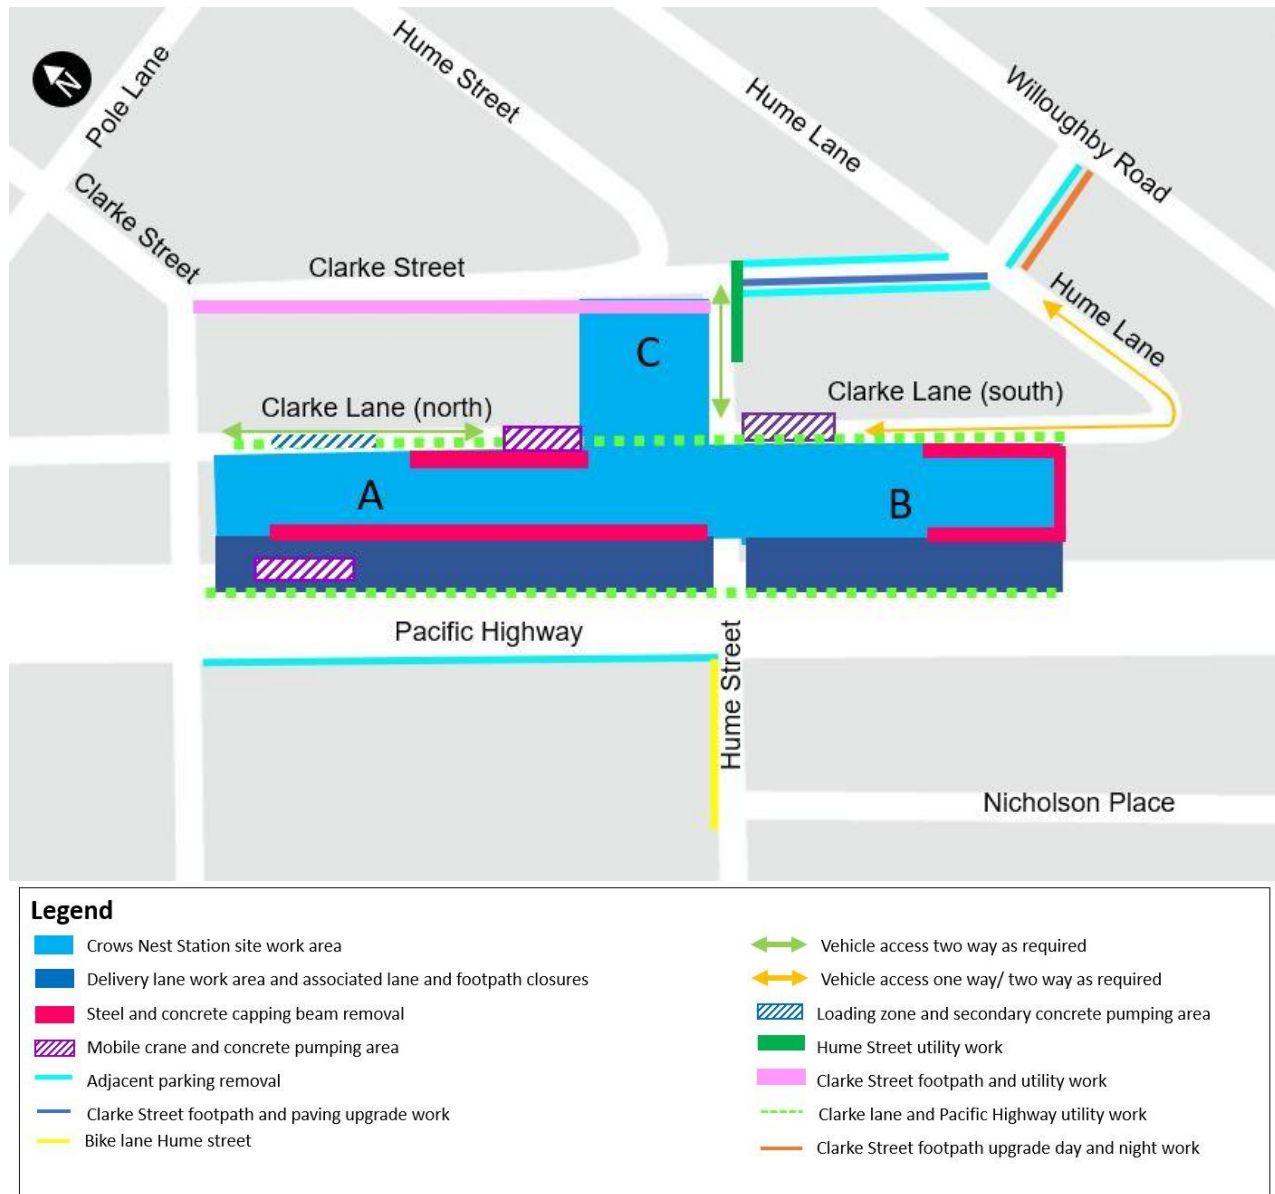 N
Pole Lane
Hume Street
Hume Lane
Willoughby Road
Clarke Street
Clarke Street
Hume Lane
C
Clarke Lane (north)
Clarke Lane (south)
A
B
Pacific Highway
Hume Street
Nicholson Place
Legend
Crows Nest Station site work area
Delivery lane work area and associated lane and footpath closures
Steel and concrete capping beam removal
Mobile crane and concrete pumping area
Adjacent parking removal
Clarke Street footpath and paving upgrade work
Bike lane Hume street
Vehicle access two way as required
Vehicle access one way/ two way as required
Loading zone and secondary concrete pumping area
Hume Street utility work
Clarke Street footpath and utility work
Clarke lane and Pacific Highway utility work
Clarke Street footpath upgrade day and night work